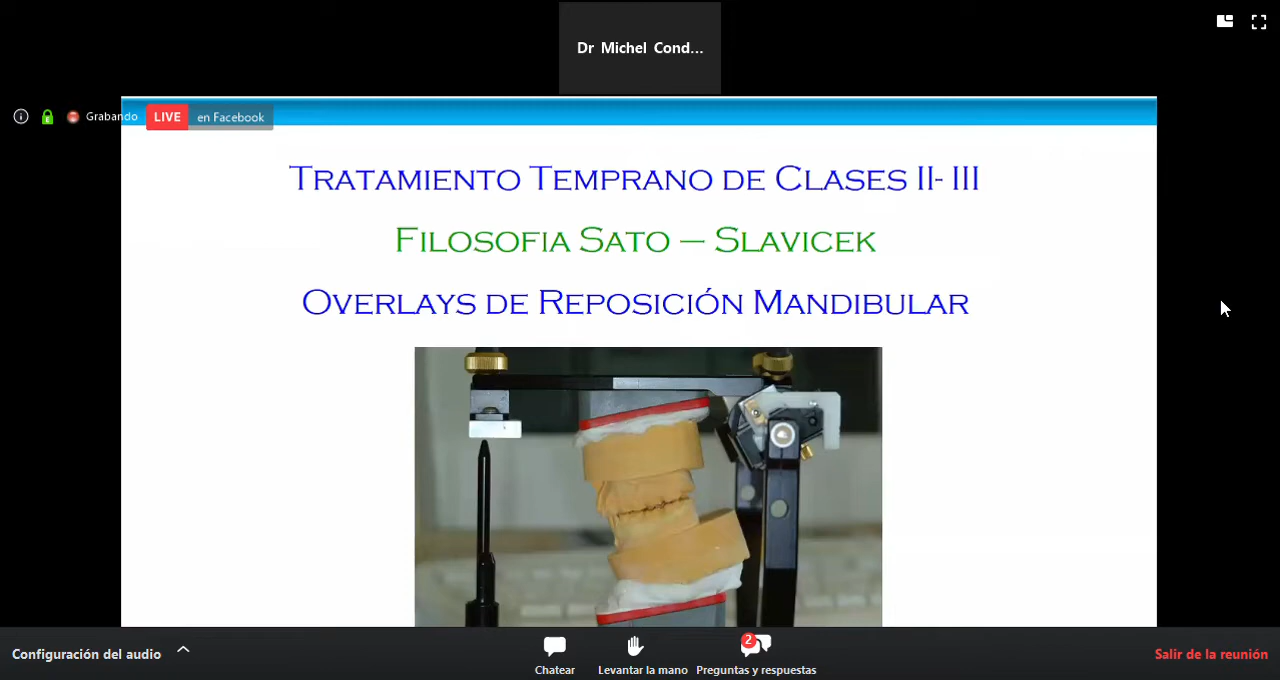 Dr Michel Cond...
Grabando
LIVE en Facebook
TRATAMIENTO TEMPRANO DE CLASES II- III
FILOSOFIA SATO – SLAVICEK
OVERLAYS DE REPOSICIÓN MANDIBULAR
Configuración del audio
2
Chatear
Levantar la mano
Preguntas y respuestas
Salir de la reunión